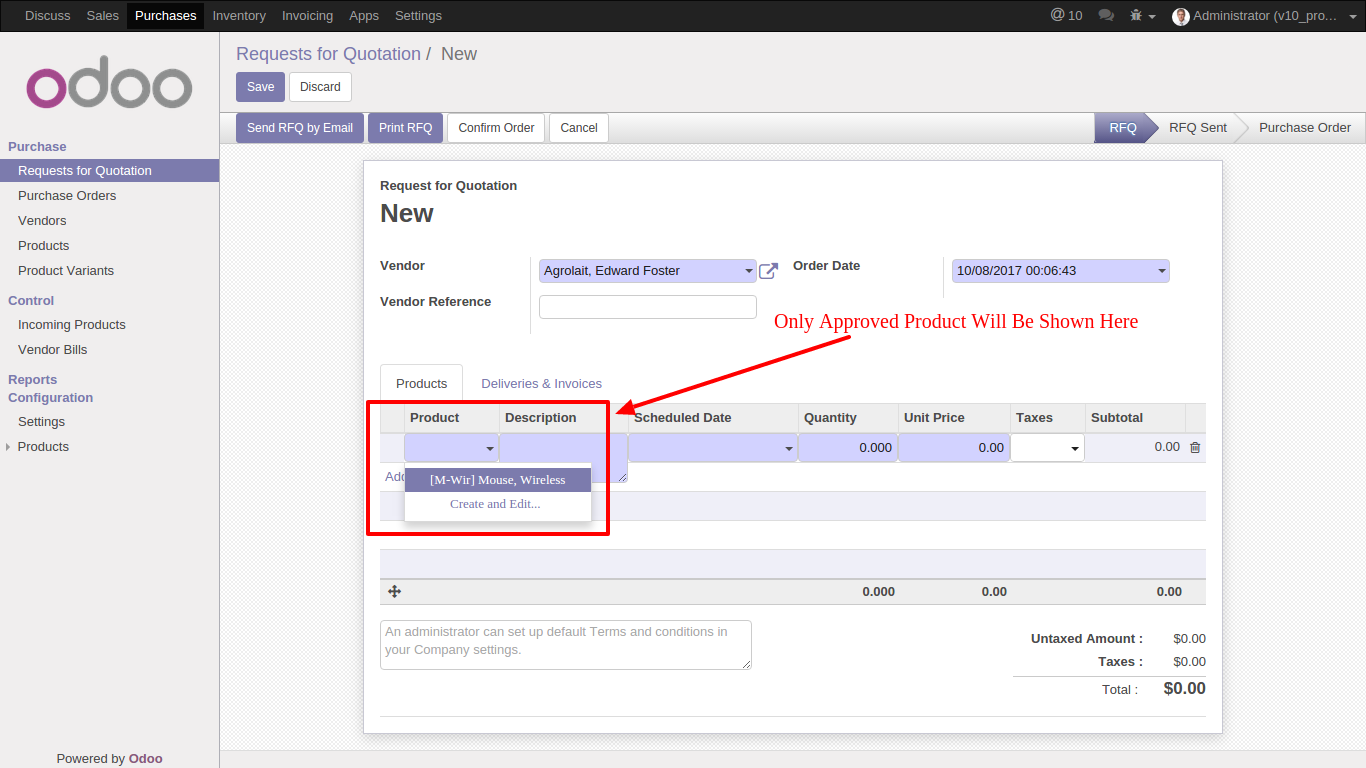 Discuss Sales Purchases Inventory Invoicing Apps Settings @ 10 Administrator (v10_pro...
odoo
Requests for Quotation / New
Save Discard
Send RFQ by Email Print RFQ Confirm Order Cancel RFQ RFQ Sent Purchase Order
Purchase
Requests for Quotation
Purchase Orders
Vendors
Products
Product Variants
Control
Incoming Products
Vendor Bills
Reports
Configuration
Settings
Products
Powered by Odoo
Request for Quotation
New
Vendor Agrolait, Edward Foster Order Date 10/08/2017 00:06:43
Vendor Reference
Only Approved Product Will Be Shown Here
Products Deliveries & Invoices
Product Description Scheduled Date Quantity Unit Price Taxes Subtotal
0.000 0.00 0.00
Add
[M-Wir] Mouse, Wireless
Create and Edit...
0.000 0.00 0.00
An administrator can set up default Terms and conditions in
your Company settings.
Untaxed Amount : $0.00
Taxes : $0.00
Total : $0.00